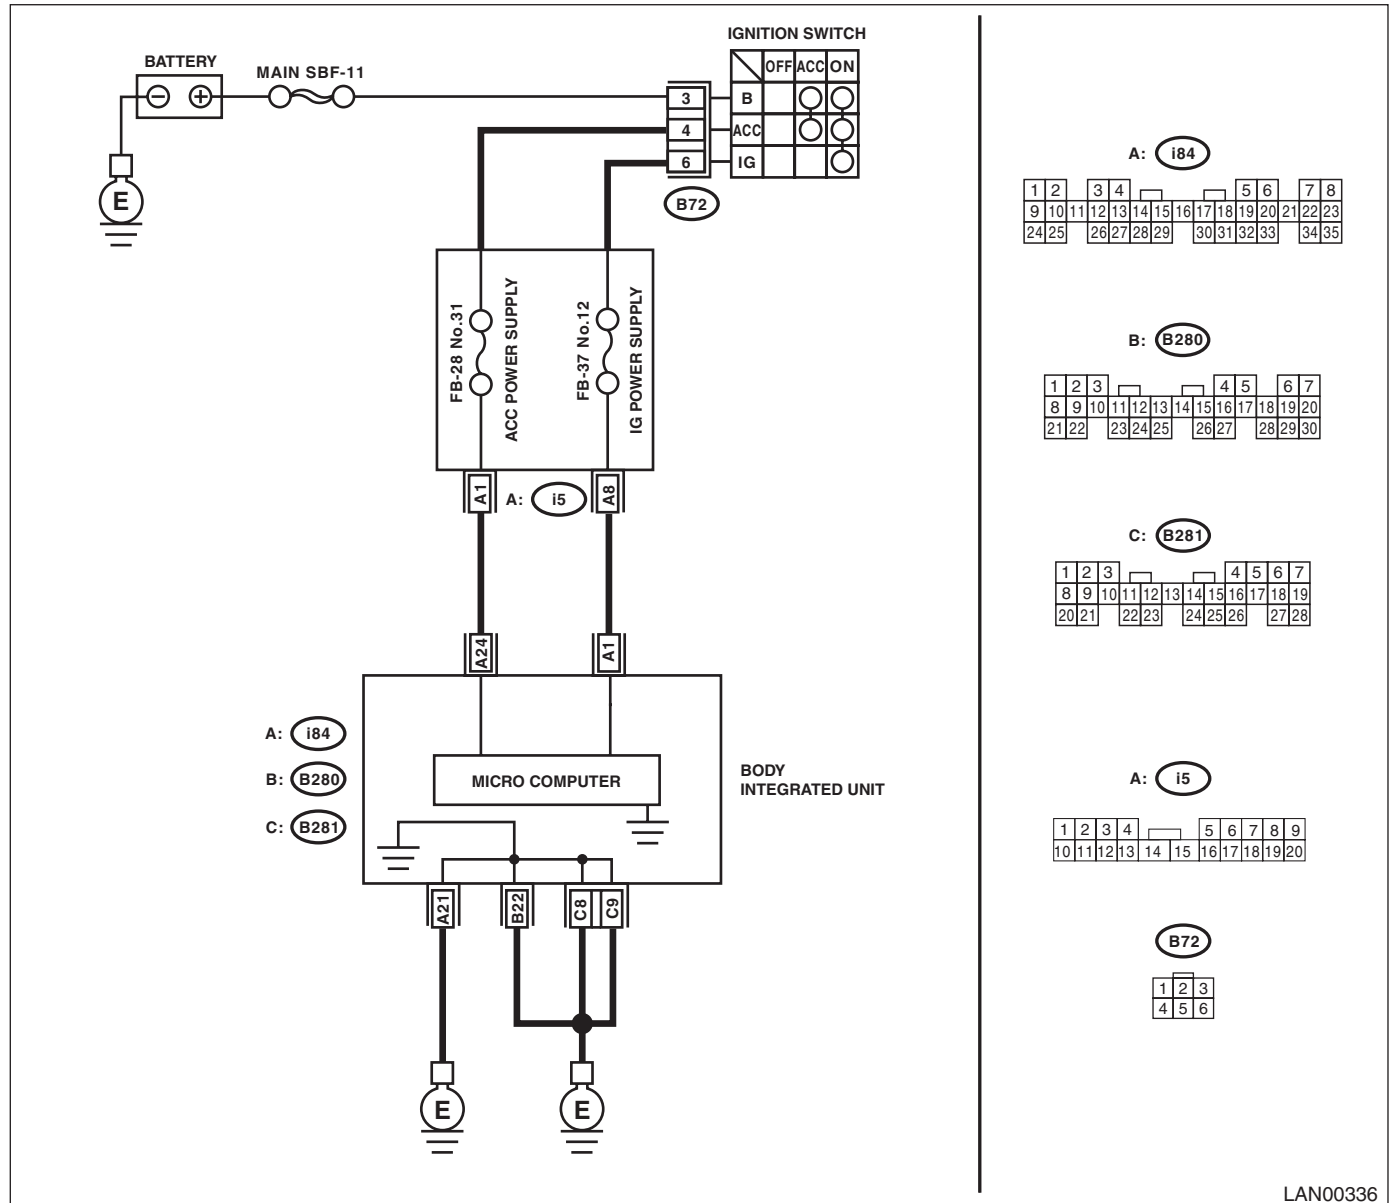 IGNITION SWITCH
OFF ACC ON
BATTERY
MAIN SBF-11
3 B
4 ACC
6 IG
B72
E
FB-28 No.31
ACC POWER SUPPLY
FB-37 No.12
IG POWER SUPPLY
A1
A: i5
A8
A24
A1
A: i84
B: B280
C: B281
MICRO COMPUTER
BODY
INTEGRATED UNIT
A21
B22
C8
C9
E
E
A: i84
1 2 3 4 5 6 7 8
9 10 11 12 13 14 15 16 17 18 19 20 21 22 23
24 25 26 27 28 29 30 31 32 33 34 35
B: B280
1 2 3 4 5 6 7
8 9 10 11 12 13 14 15 16 17 18 19 20
21 22 23 24 25 26 27 28 29 30
C: B281
1 2 3 4 5 6 7
8 9 10 11 12 13 14 15 16 17 18 19
20 21 22 23 24 25 26 27 28
A: i5
1 2 3 4 5 6 7 8 9
10 11 12 13 14 15 16 17 18 19 20
B72
1 2 3
4 5 6
LAN00336